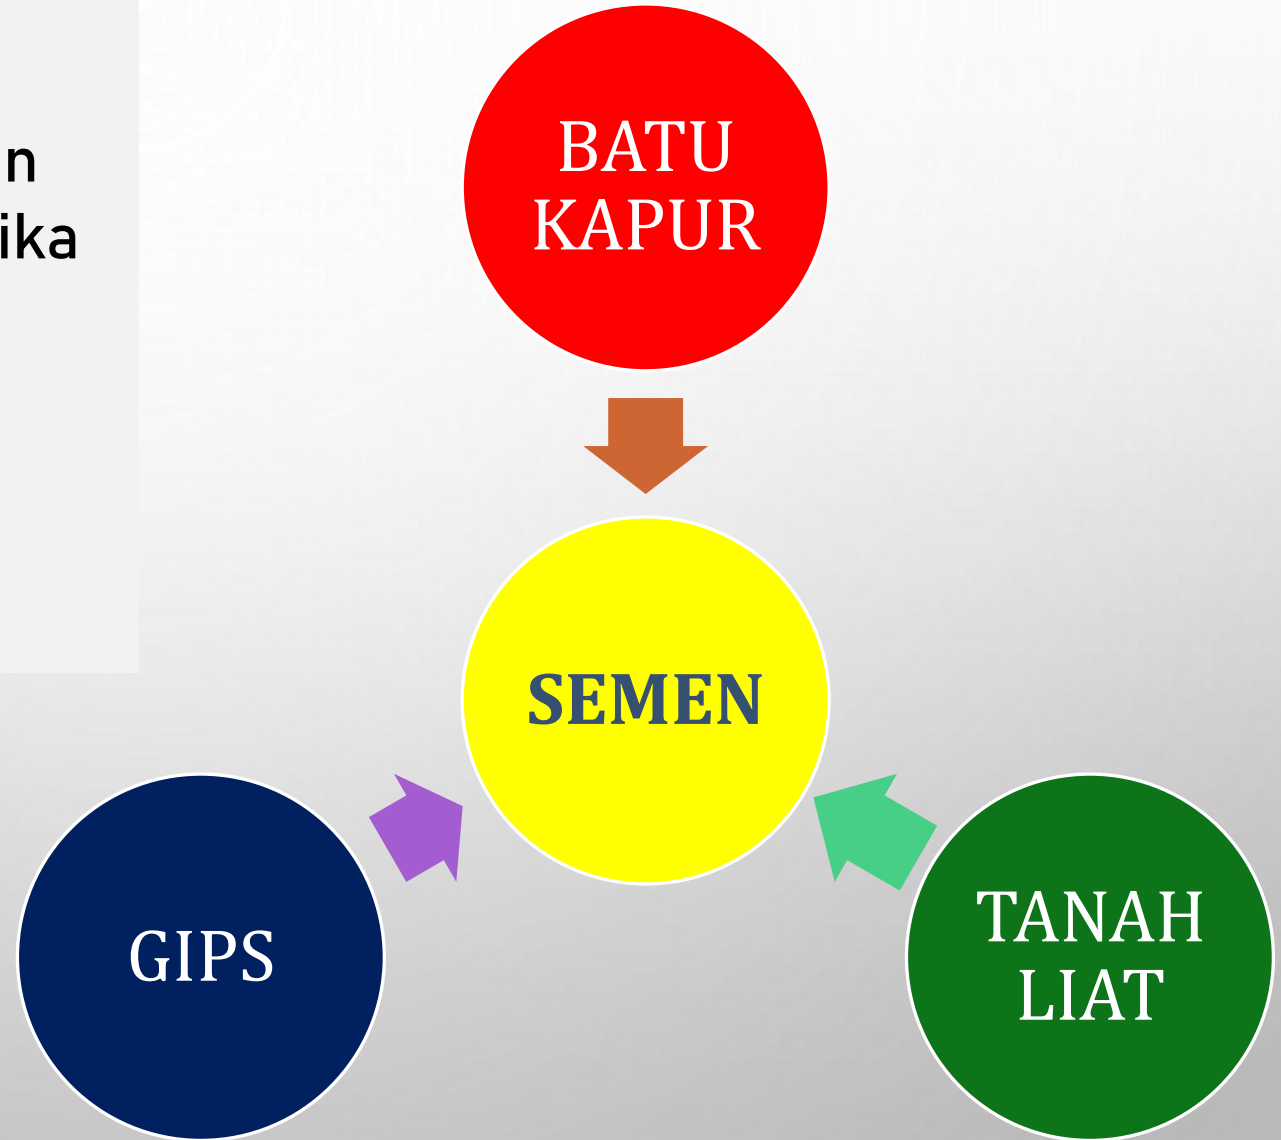 n
ika
BATU
KAPUR
SEMEN
GIPS
TANAH
LIAT